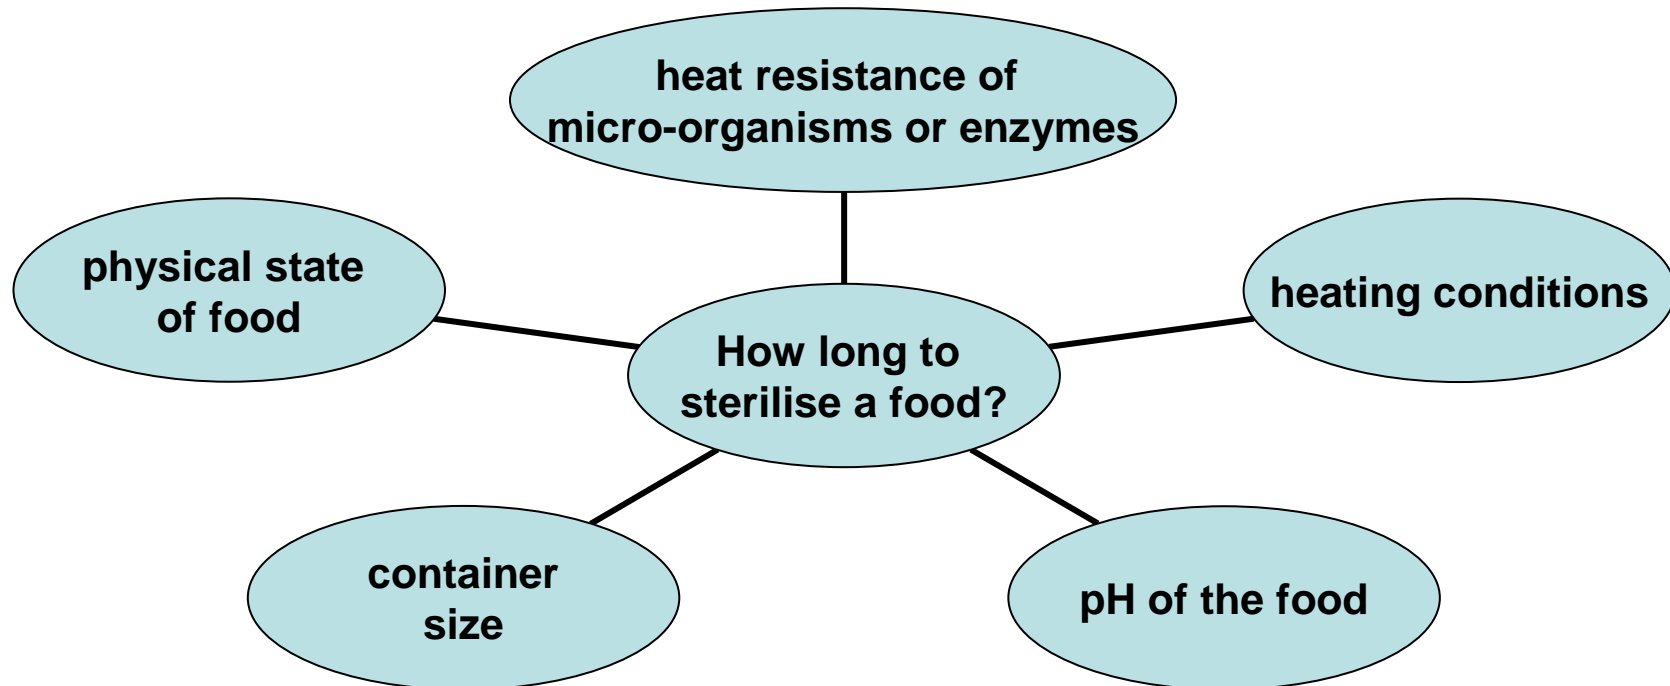 heat resistance of
micro-organisms or enzymes
physical state
of food
heating conditions
How long to
sterilise a food?
container
size
pH of the food